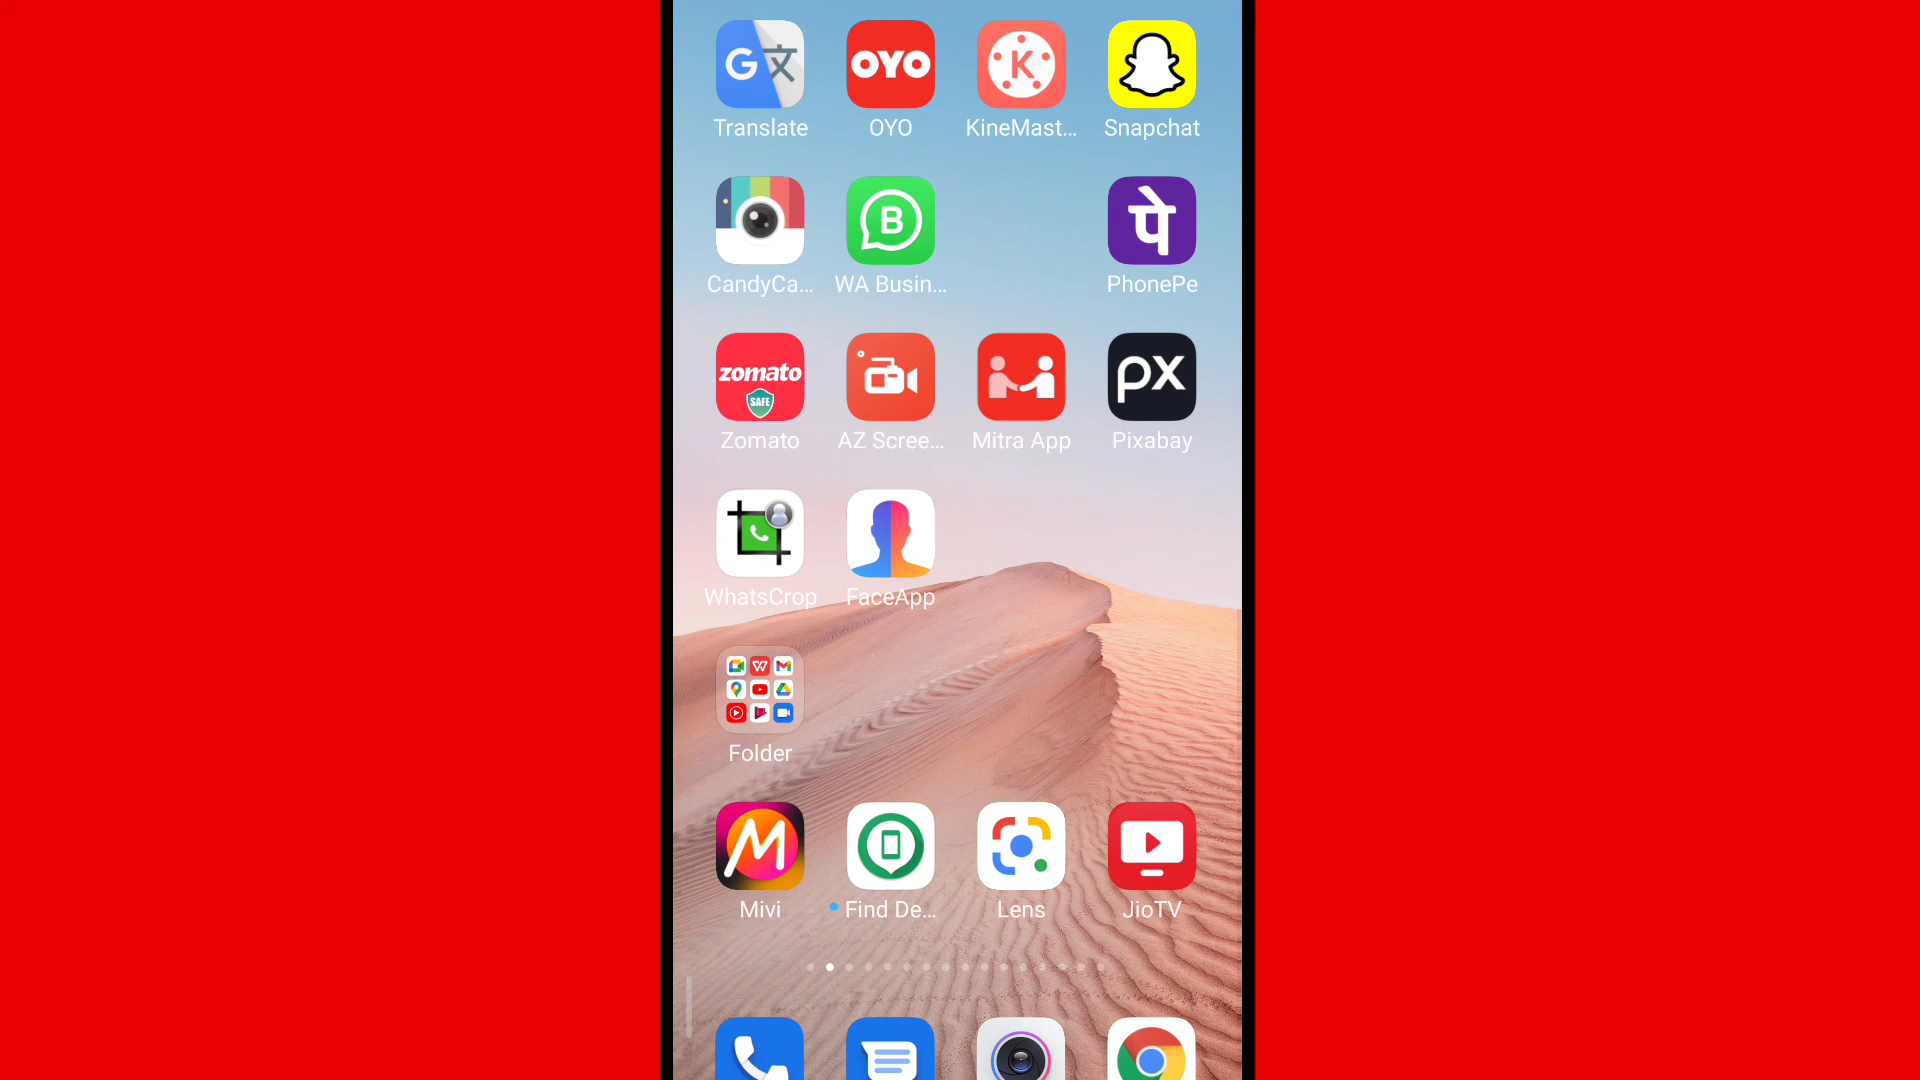 G文
OYO
K
Translate
OYO
KineMast...
Snapchat
B
पे
CandyCa...
WA Busin...
PhonePe
zomato
SAFE
px
Zomato
AZ Scree...
Mitra App
Pixabay
WhatsCrop
FaceApp
Folder
M
Mivi
Find De...
Lens
JioTV